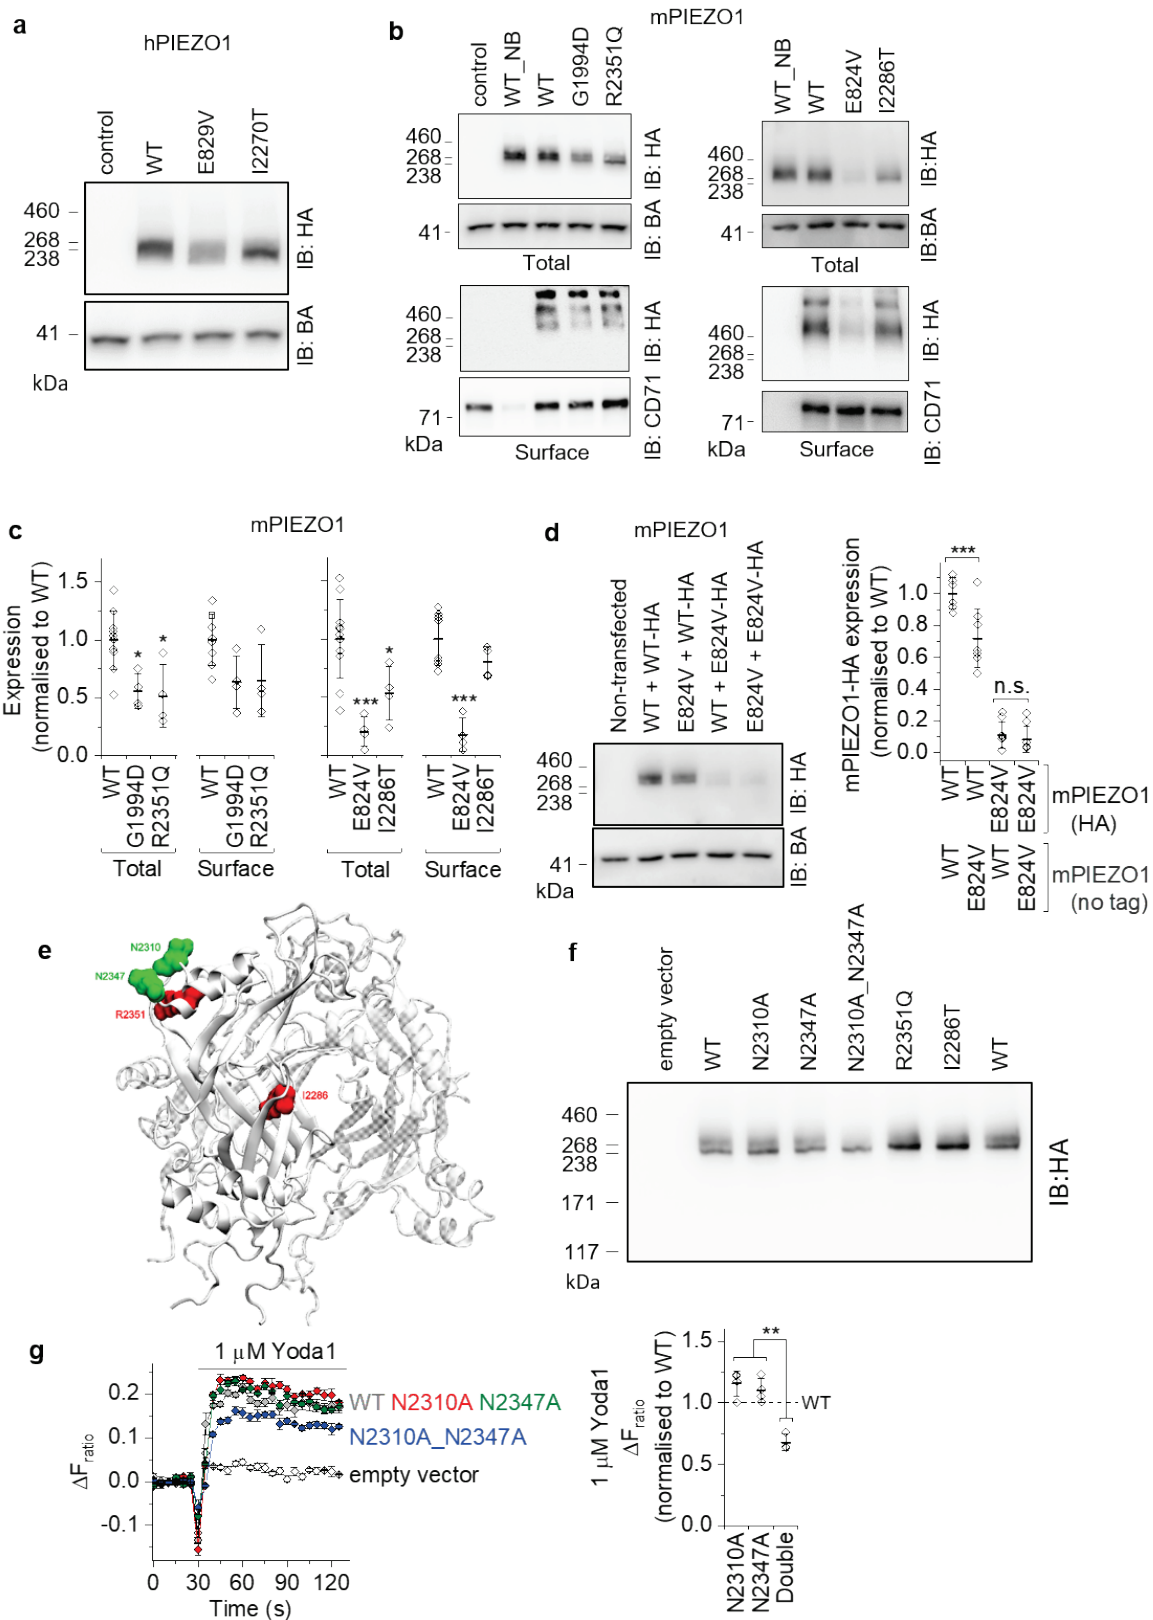 a
hPIEZO1
control
WT
E829V
I2270T
460
268
238
IB: HA
41
IB: BA
kDa
b
mPIEZO1
control
WT_NB
WT
G1994D
R2351Q
460
268
238
IB: HA
41
IB: BA
Total
460
268
238
IB: HA
71
IB: CD71
kDa
Surface
WT_NB
WT
E824V
I2286T
460
268
238
IB:HA
41
IB:BA
Total
460
268
238
IB: HA
71
IB: CD71
kDa
Surface
c
mPIEZO1
Expression
(normalised to WT)
1.5
1.0
0.5
0.0
*
*
***
*
***
WT
G1994D
R2351Q
Total
WT
G1994D
R2351Q
Surface
WT
E824V
I2286T
Total
WT
E824V
I2286T
Surface
d
mPIEZO1
Non-transfected
WT + WT-HA
E824V + WT-HA
WT + E824V-HA
E824V + E824V-HA
460
268
238
IB: HA
41
IB: BA
kDa
mPIEZO1-HA expression
(normalised to WT)
1.0
0.8
0.6
0.4
0.2
0.0
***
n.s.
WT
WT
E824V
E824V
mPIEZO1
(HA)
WT
E824V
WT
E824V
mPIEZO1
(no tag)
e
N2310
N2347
R2351
I2286
f
empty vector
WT
N2310A
N2347A
N2310A_N2347A
R2351Q
I2286T
WT
460
268
238
171
117
kDa
IB:HA
g
1 μM Yoda1
ΔFratio
0.2
0.1
0.0
-0.1
WT N2310A N2347A
N2310A_N2347A
empty vector
0 30 60 90 120
Time (s)
1 μM Yoda1
ΔFratio
(normalised to WT)
1.5
1.0
0.5
0.0
**
WT
N2310A
N2347A
Double